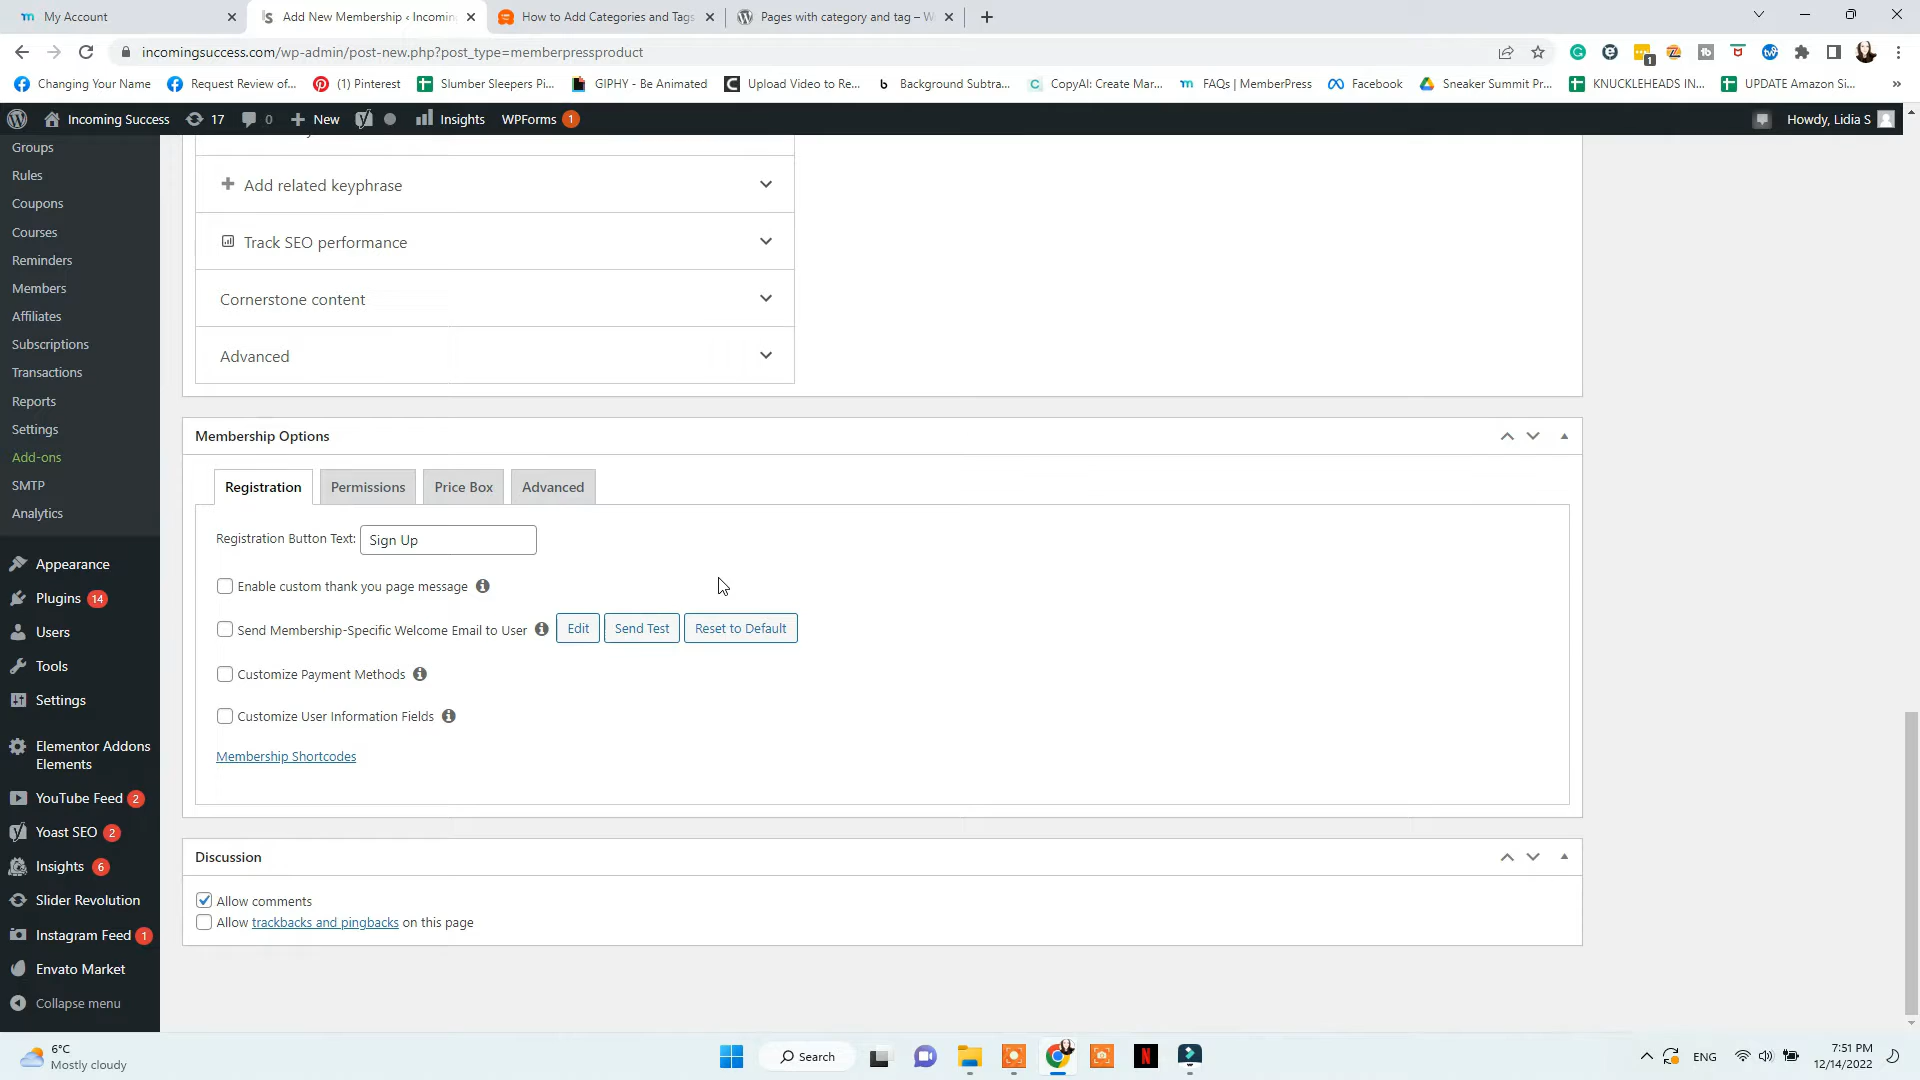 My Account
Add New Membership ‹ Incomin
How to Add Categories and Tags
Pages with category and tag – W
incomingsuccess.com/wp-admin/post-new.php?post_type=memberpressproduct
1
Changing Your Name
Request Review of...
(1) Pinterest
Slumber Sleepers Pi...
GIPHY - Be Animated
Upload Video to Re...
Background Subtra...
CopyAI: Create Mar...
FAQs | MemberPress
Facebook
Sneaker Summit Pr...
KNUCKLEHEADS IN...
UPDATE Amazon Si...
Incoming Success
17
0
New
Insights
WPForms 1
Howdy, Lidia S
Groups
Rules
Coupons
Courses
Reminders
Members
Affiliates
Subscriptions
Transactions
Reports
Settings
Add-ons
SMTP
Analytics
Appearance
Plugins 14
Users
Tools
Settings
Elementor Addons
Elements
YouTube Feed 2
Yoast SEO 2
Insights 6
Slider Revolution
Instagram Feed 1
Envato Market
Collapse menu
Add related keyphrase
Track SEO performance
Cornerstone content
Advanced
Membership Options
Registration
Permissions
Price Box
Advanced
Registration Button Text: Sign Up
Enable custom thank you page message
Send Membership-Specific Welcome Email to User
Edit
Send Test
Reset to Default
Customize Payment Methods
Customize User Information Fields
Membership Shortcodes
Discussion
Allow comments
Allow trackbacks and pingbacks on this page
6°C
Mostly cloudy
Search
ENG
7:51 PM
12/14/2022